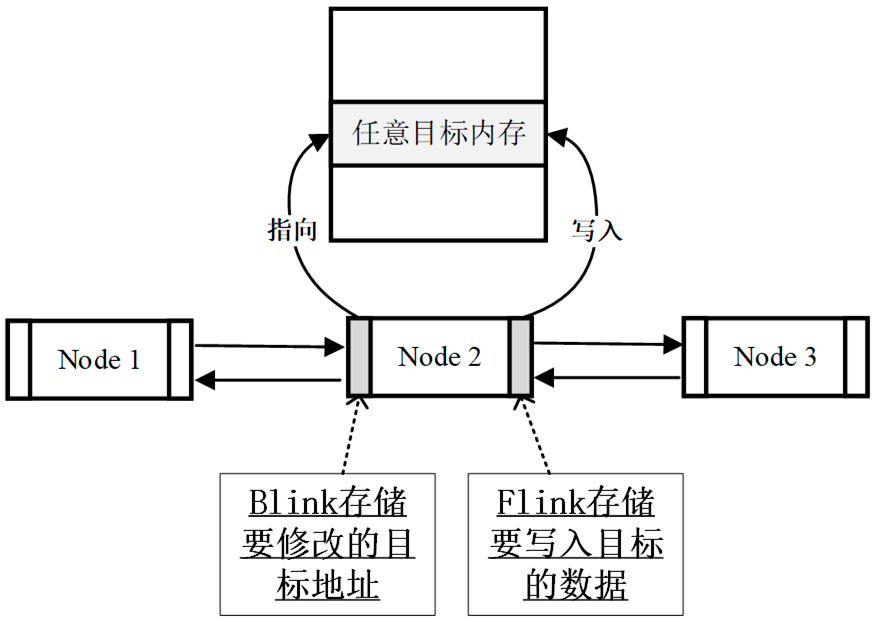 任意目标内存
指向
写入
Node 1
Node 2
Node 3
Blink存储
要修改的目
标地址
Flink存储
要写入目标
的数据